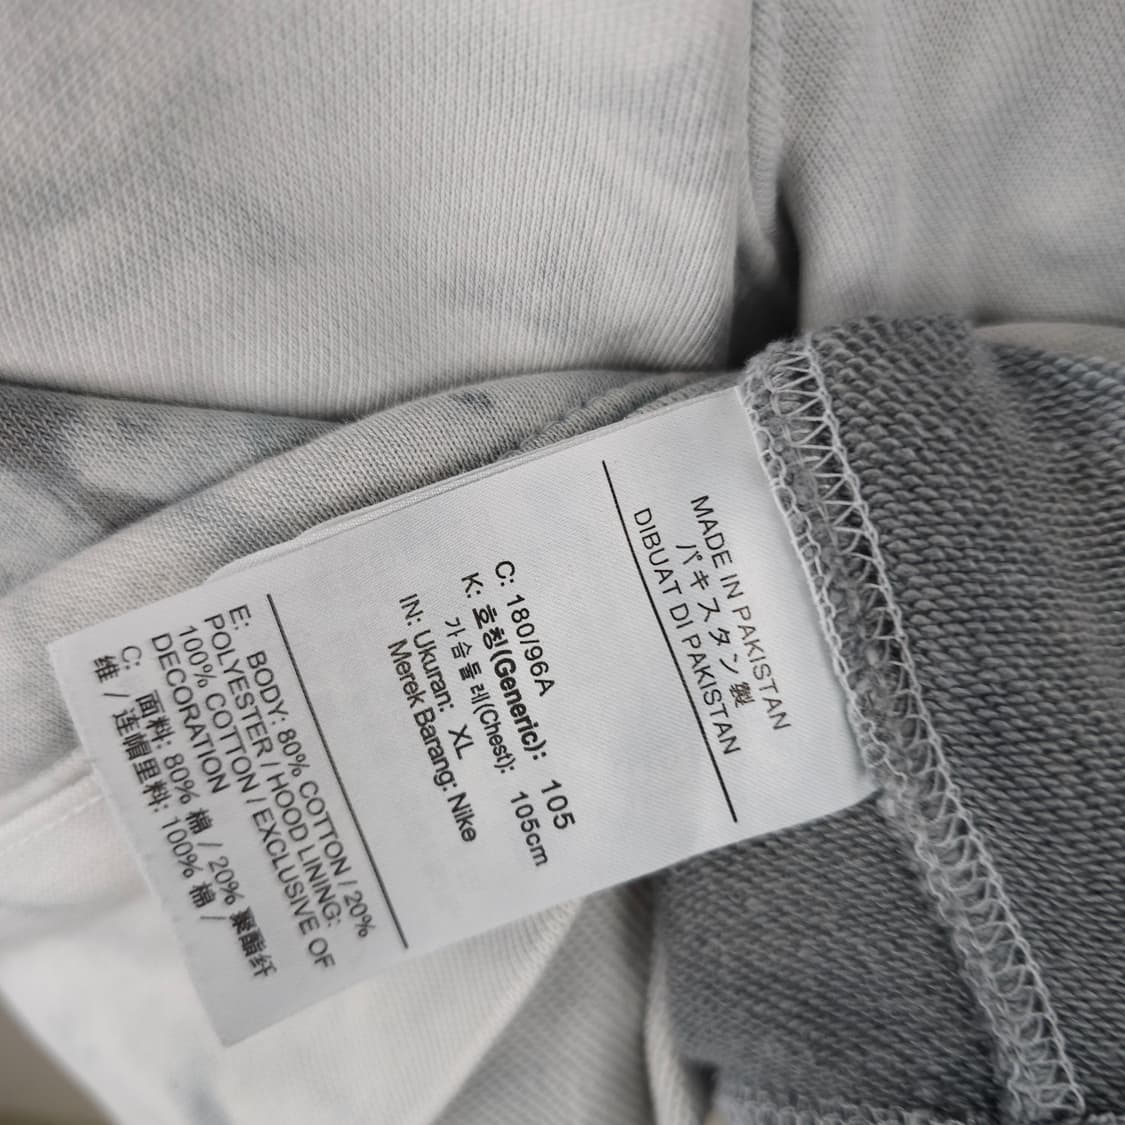 MADE IN PAKISTAN
パキスタン製
DIBUAT DI PAKISTAN
C: 180/96A
K: 호칭(Generic): 105
가슴둘레(Chest): 105cm
IN: Ukuran: XL
Merek Barang: Nike
E: BODY: 80% COTTON / 20%
POLYESTER / HOOD LINING:
100% COTTON / EXCLUSIVE OF
DECORATION
C: 面料: 80% 棉 / 20% 聚酯纤
维 / 连帽里料: 100% 棉 /